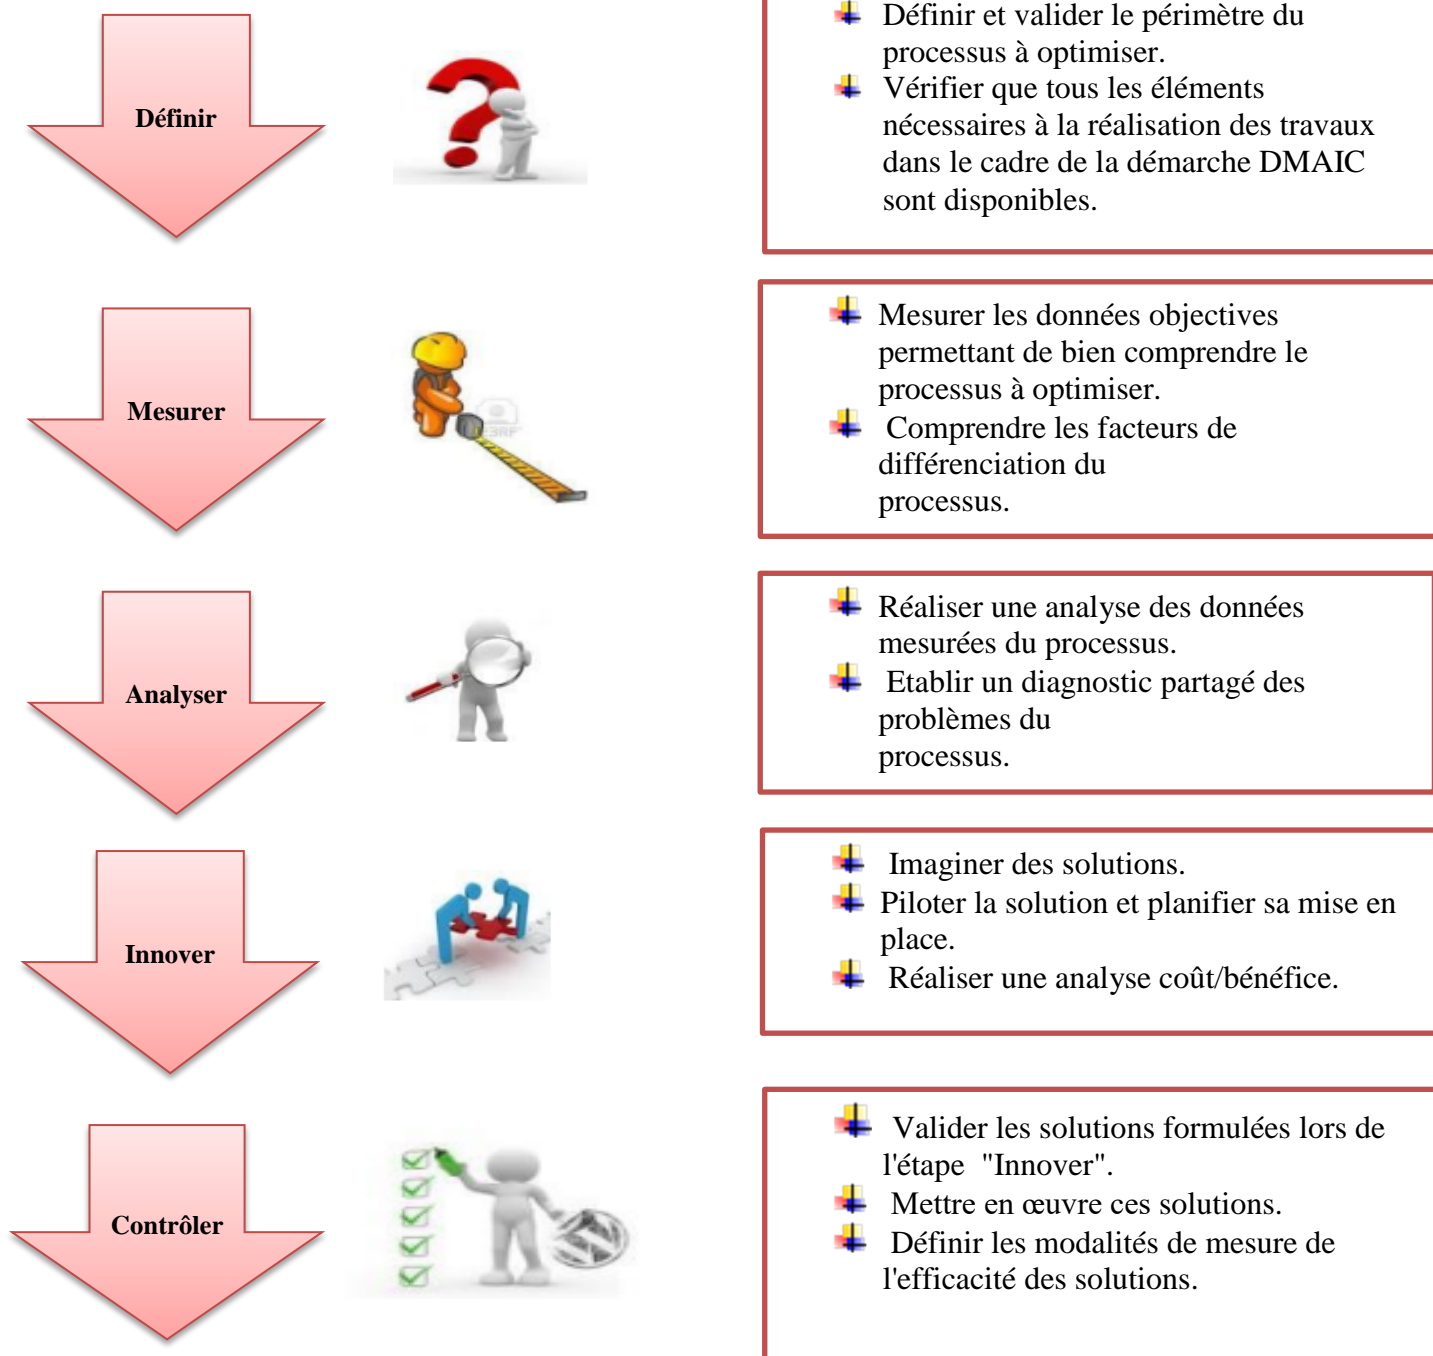 Définir
Définir et valider le périmètre du
processus à optimiser.
Vérifier que tous les éléments
nécessaires à la réalisation des travaux
dans le cadre de la démarche DMAIC
sont disponibles.
Mesurer
Mesurer les données objectives
permettant de bien comprendre le
processus à optimiser.
Comprendre les facteurs de
différenciation du
processus.
Analyser
Réaliser une analyse des données
mesurées du processus.
Etablir un diagnostic partagé des
problèmes du
processus.
Innover
Imaginer des solutions.
Piloter la solution et planifier sa mise en
place.
Réaliser une analyse coût/bénéfice.
Contrôler
Valider les solutions formulées lors de
l'étape "Innover".
Mettre en œuvre ces solutions.
Définir les modalités de mesure de
l'efficacité des solutions.